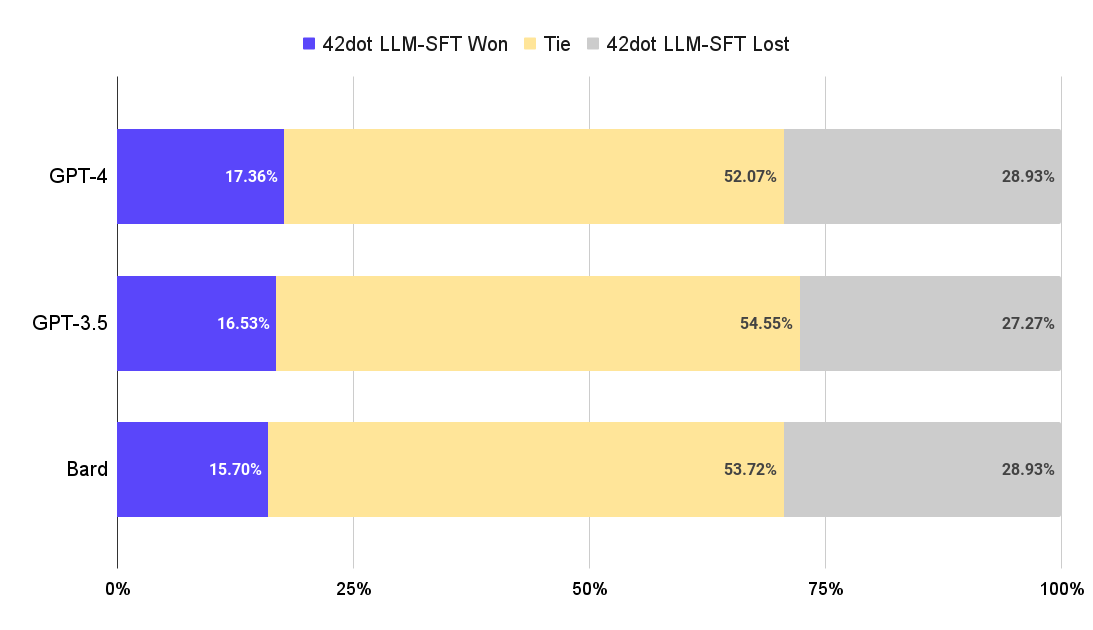 42dot LLM-SFT Won Tie 42dot LLM-SFT Lost
GPT-4 17.36% 52.07% 28.93%
GPT-3.5 16.53% 54.55% 27.27%
Bard 15.70% 53.72% 28.93%
0% 25% 50% 75% 100%